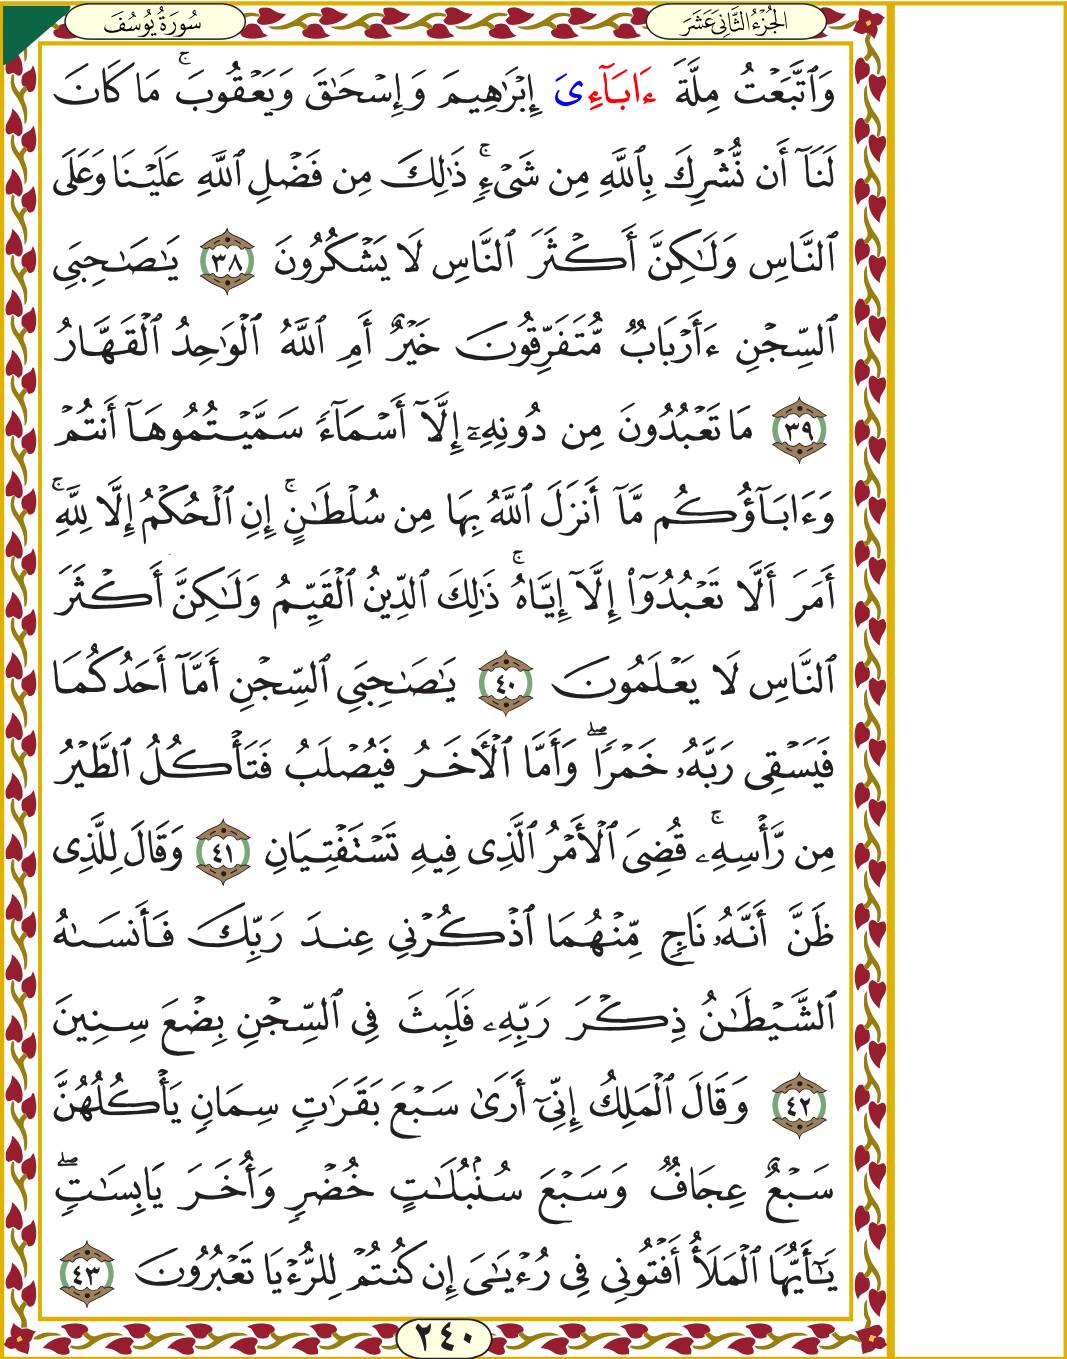 الجُزْءُ الثَّانِى عَشَرَ
سُورَةُ يُوسُفَ
وَٱتَّبَعْتُ مِلَّةَ ءَابَآءِىٓ إِبْرَٰهِيمَ وَإِسْحَٰقَ وَيَعْقُوبَ ۚ مَا كَانَ
لَنَآ أَن نُّشْرِكَ بِٱللَّهِ مِن شَىْءٍ ۚ ذَٰلِكَ مِن فَضْلِ ٱللَّهِ عَلَيْنَا وَعَلَى
ٱلنَّاسِ وَلَٰكِنَّ أَكْثَرَ ٱلنَّاسِ لَا يَشْكُرُونَ ٣٨ يَٰصَٰحِبَىِ
ٱلسِّجْنِ ءَأَرْبَابٌ مُّتَفَرِّقُونَ خَيْرٌ أَمِ ٱللَّهُ ٱلْوَٰحِدُ ٱلْقَهَّارُ
٣٩ مَا تَعْبُدُونَ مِن دُونِهِۦٓ إِلَّآ أَسْمَآءً سَمَّيْتُمُوهَآ أَنتُمْ
وَءَابَآؤُكُم مَّآ أَنزَلَ ٱللَّهُ بِهَا مِن سُلْطَٰنٍ ۚ إِنِ ٱلْحُكْمُ إِلَّا لِلَّهِ ۚ
أَمَرَ أَلَّا تَعْبُدُوٓا۟ إِلَّآ إِيَّاهُ ۚ ذَٰلِكَ ٱلدِّينُ ٱلْقَيِّمُ وَلَٰكِنَّ أَكْثَرَ
ٱلنَّاسِ لَا يَعْلَمُونَ ٤٠ يَٰصَٰحِبَىِ ٱلسِّجْنِ أَمَّآ أَحَدُكُمَا
فَيَسْقِى رَبَّهُۥ خَمْرًا ۖ وَأَمَّا ٱلْأَخَرُ فَيُصْلَبُ فَتَأْكُلُ ٱلطَّيْرُ
مِن رَّأْسِهِۦ ۚ قُضِىَ ٱلْأَمْرُ ٱلَّذِى فِيهِ تَسْتَفْتِيَانِ ٤١ وَقَالَ لِلَّذِى
ظَنَّ أَنَّهُۥ نَاجٍ مِّنْهُمَا ٱذْكُرْنِى عِندَ رَبِّكَ فَأَنسَىٰهُ
ٱلشَّيْطَٰنُ ذِكْرَ رَبِّهِۦ فَلَبِثَ فِى ٱلسِّجْنِ بِضْعَ سِنِينَ
٤٢ وَقَالَ ٱلْمَلِكُ إِنِّىٓ أَرَىٰ سَبْعَ بَقَرَٰتٍ سِمَانٍ يَأْكُلُهُنَّ
سَبْعٌ عِجَافٌ وَسَبْعَ سُنۢبُلَٰتٍ خُضْرٍ وَأُخَرَ يَابِسَٰتٍ ۖ
يَٰٓأَيُّهَا ٱلْمَلَأُ أَفْتُونِى فِى رُءْيَٰىَ إِن كُنتُمْ لِلرُّءْيَا تَعْبُرُونَ ٤٣
٢٤٠